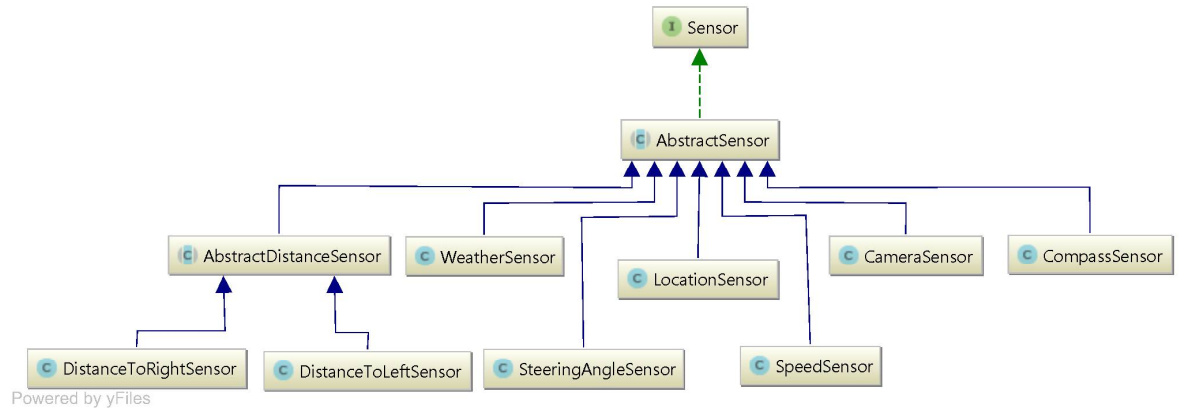 I Sensor
C AbstractSensor
C AbstractDistanceSensor
C WeatherSensor
C LocationSensor
C CameraSensor
C CompassSensor
C DistanceToRightSensor
C DistanceToLeftSensor
C SteeringAngleSensor
C SpeedSensor
Powered by yFiles